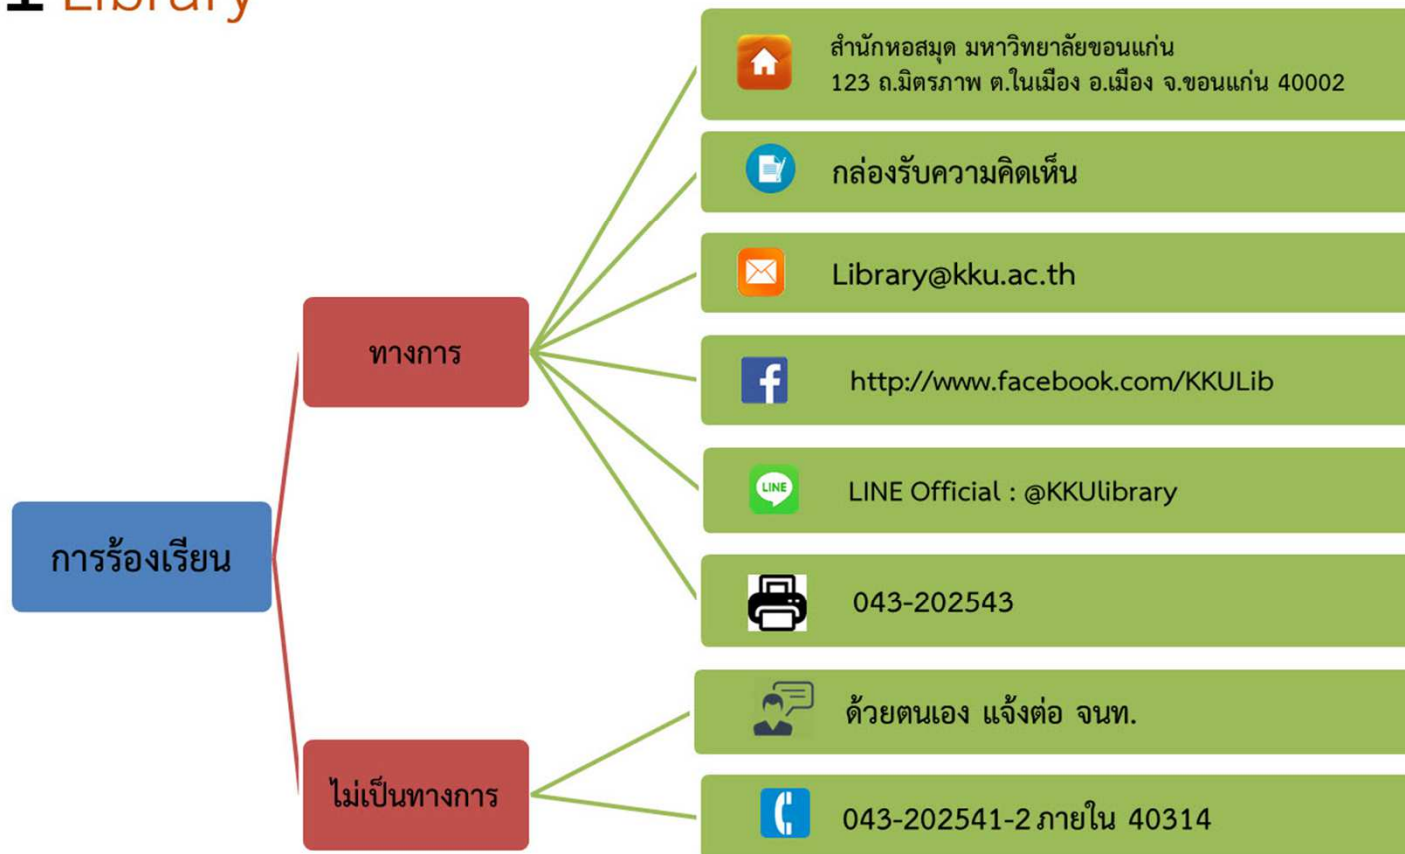 Library
สำนักหอสมุด มหาวิทยาลัยขอนแก่น
123 ถ.มิตรภาพ ต.ในเมือง อ.เมือง จ.ขอนแก่น 40002
กล่องรับความคิดเห็น
Library@kku.ac.th
ทางการ
http://www.facebook.com/KKULib
LINE
LINE Official : @KKUlibrary
การร้องเรียน
043-202543
ด้วยตนเอง แจ้งต่อ จนท.
ไม่เป็นทางการ
043-202541-2 ภายใน 40314